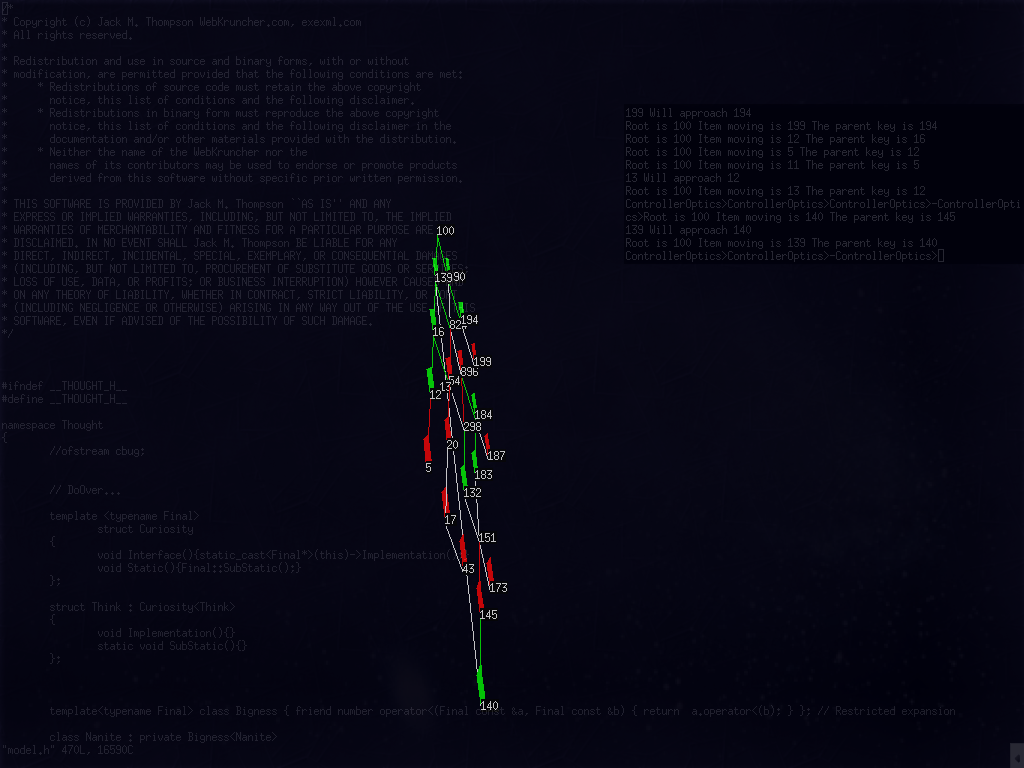 /*
* Copyright (c) Jack M. Thompson WebKruncher.com, exexml.com
* All rights reserved.
*
* Redistribution and use in source and binary forms, with or without
* modification, are permitted provided that the following conditions are met:
*     * Redistributions of source code must retain the above copyright
*       notice, this list of conditions and the following disclaimer.
*     * Redistributions in binary form must reproduce the above copyright
*       notice, this list of conditions and the following disclaimer in the
*       documentation and/or other materials provided with the distribution.
*     * Neither the name of the WebKruncher nor the
*       names of its contributors may be used to endorse or promote products
*       derived from this software without specific prior written permission.
*
* THIS SOFTWARE IS PROVIDED BY Jack M. Thompson ``AS IS'' AND ANY
* EXPRESS OR IMPLIED WARRANTIES, INCLUDING, BUT NOT LIMITED TO, THE IMPLIED
* WARRANTIES OF MERCHANTABILITY AND FITNESS FOR A PARTICULAR PURPOSE ARE
* DISCLAIMED. IN NO EVENT SHALL Jack M. Thompson BE LIABLE FOR ANY
* DIRECT, INDIRECT, INCIDENTAL, SPECIAL, EXEMPLARY, OR CONSEQUENTIAL DAMAGES
* (INCLUDING, BUT NOT LIMITED TO, PROCUREMENT OF SUBSTITUTE GOODS OR
* LOSS OF USE, DATA, OR PROFITS; OR BUSINESS INTERRUPTION) HOWEVER CAUSED
* ON ANY THEORY OF LIABILITY, WHETHER IN CONTRACT, STRICT LIABILITY, OR
* (INCLUDING NEGLIGENCE OR OTHERWISE) ARISING IN ANY WAY OUT OF THE USE
* SOFTWARE, EVEN IF ADVISED OF THE POSSIBILITY OF SUCH DAMAGE.
*/
#ifndef __THOUGHT_H__
#define __THOUGHT_H__
namespace Thought
{
//ofstream cbug;
// DoOver...
template <typename Final>
struct Curiosity
{
void Interface(){static_cast<Final*>(this)->Implementation(
void Static(){Final::SubStatic();}
};
struct Think : Curiosity<Think>
{
void Implementation(){}
static void SubStatic(){}
};
template<typename Final> class Bigness { friend number operator<(Final const &a, Final const &b) { return  a.operator<(b); } }; // Restricted expansion
class Nanite : private Bigness<Nanite>
"model.h" 470L, 16590C
199 Will approach 194
Root is 100 Item moving is 199 The parent key is 194
Root is 100 Item moving is 12 The parent key is 16
Root is 100 Item moving is 5 The parent key is 12
Root is 100 Item moving is 11 The parent key is 5
13 Will approach 12
Root is 100 Item moving is 13 The parent key is 12
ControllerOptics>ControllerOptics>ControllerOptics>-ControllerOpti
cs>Root is 100 Item moving is 140 The parent key is 145
139 Will approach 140
Root is 100 Item moving is 139 The parent key is 140
ControllerOptics>ControllerOptics>-ControllerOptics>
100
194
16
199
12
184
298
20
187
5
183
132
17
151
43
173
145
140